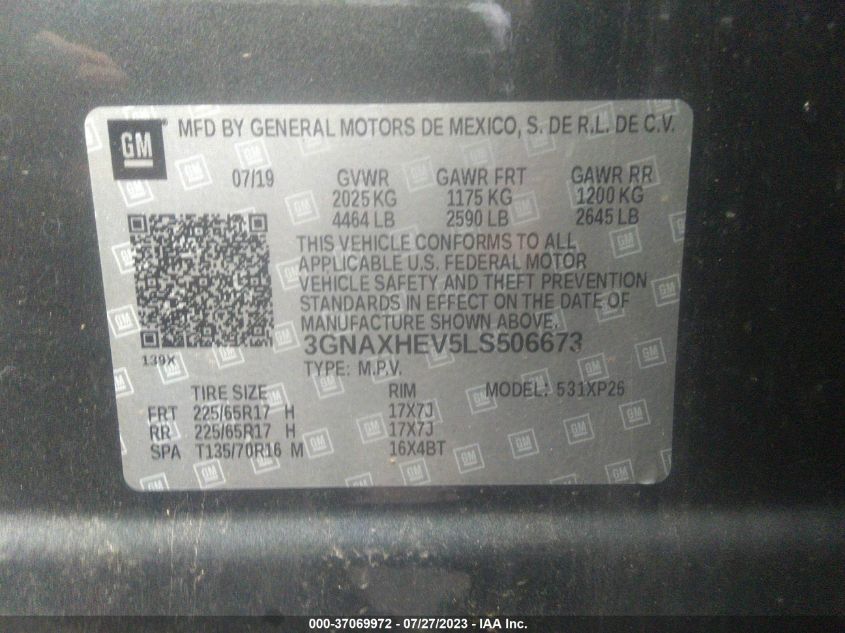 GM ® MFD BY GENERAL MOTORS DE MEXICO, S. DE R.L. DE C.V.
07/19 GVWR GAWR FRT GAWR RR
2025 KG 1175 KG 1200 KG
4464 LB 2590 LB 2645 LB
THIS VEHICLE CONFORMS TO ALL
APPLICABLE U.S. FEDERAL MOTOR
VEHICLE SAFETY AND THEFT PREVENTION
STANDARDS IN EFFECT ON THE DATE OF
MANUFACTURE SHOWN ABOVE.
3GNAXHEV5LS506673
139X
TYPE: M.P.V.
TIRE SIZE RIM MODEL: 531XP26
FRT 225/65R17 H 17X7J
RR 225/65R17 H 17X7J
SPA T135/70R16 M 16X4BT
000-37069972 / 07/27/2023 - IAA Inc.